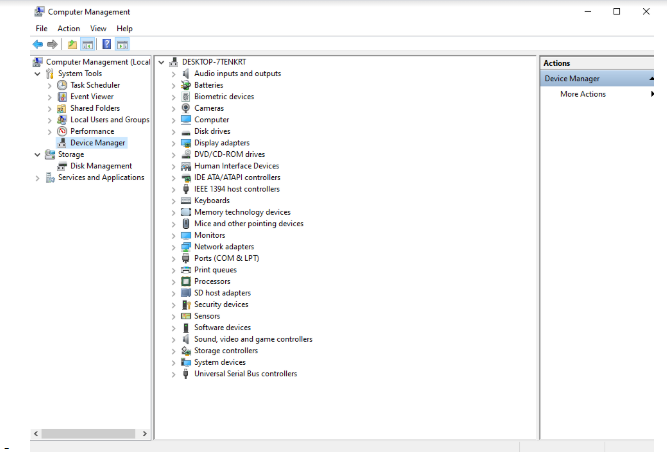 Computer Management
File Action View Help
Computer Management (Local
System Tools
Task Scheduler
Event Viewer
Shared Folders
Local Users and Groups
Performance
Device Manager
Storage
Disk Management
Services and Applications
DESKTOP-7TENKRT
Audio inputs and outputs
Batteries
Biometric devices
Cameras
Computer
Disk drives
Display adapters
DVD/CD-ROM drives
Human Interface Devices
IDE ATA/ATAPI controllers
IEEE 1394 host controllers
Keyboards
Memory technology devices
Mice and other pointing devices
Monitors
Network adapters
Ports (COM & LPT)
Print queues
Processors
SD host adapters
Security devices
Sensors
Software devices
Sound, video and game controllers
Storage controllers
System devices
Universal Serial Bus controllers
Actions
Device Manager
More Actions
-